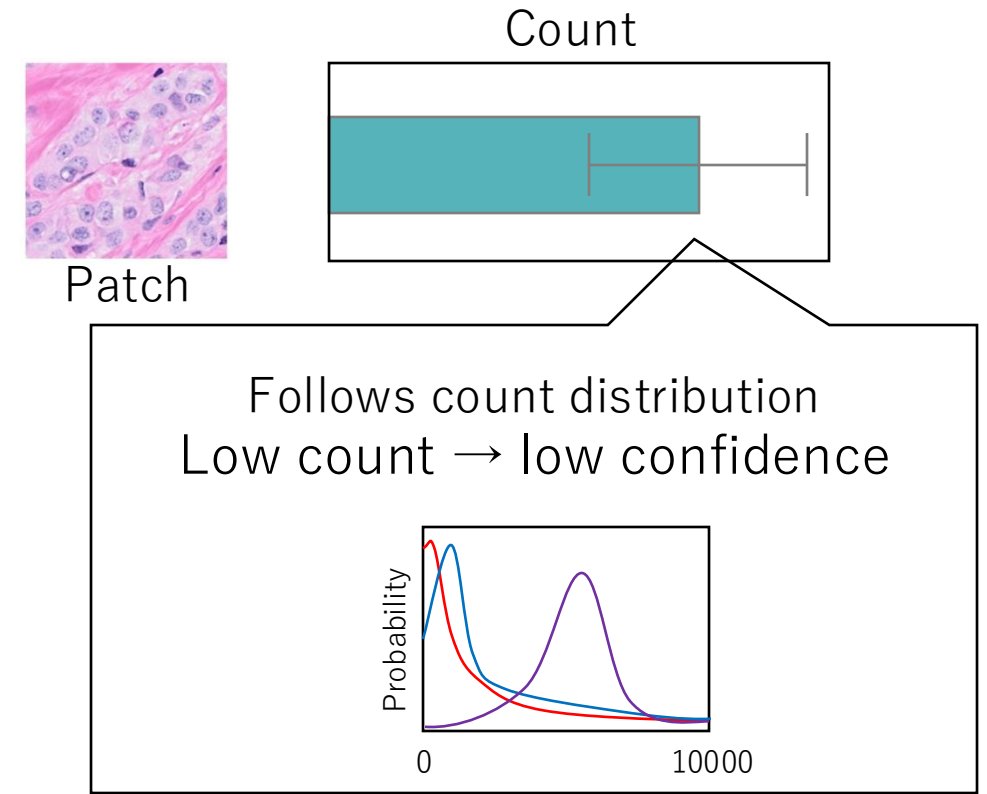 Count
Patch
Follows count distribution
Low count → low confidence
Probability
0
10000